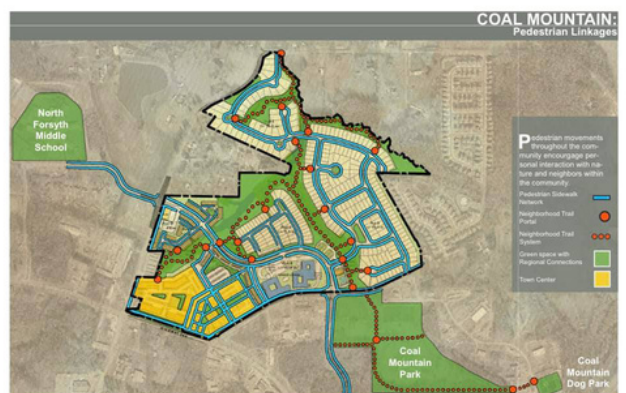 COAL MOUNTAIN:
Pedestrian Linkages
North
Forsyth
Middle
School
Pedestrian movements
throughout the com-
munity encourgage per-
sonal interaction with na-
ture and neighbors within
the community.
Pedestrian Sidewalk
Network
Neighborhood Trail
Portal
Neighborhood Trail
System
Green space with
Regional Connections
Town Center
Coal
Mountain
Park
Coal
Mountain
Dog Park